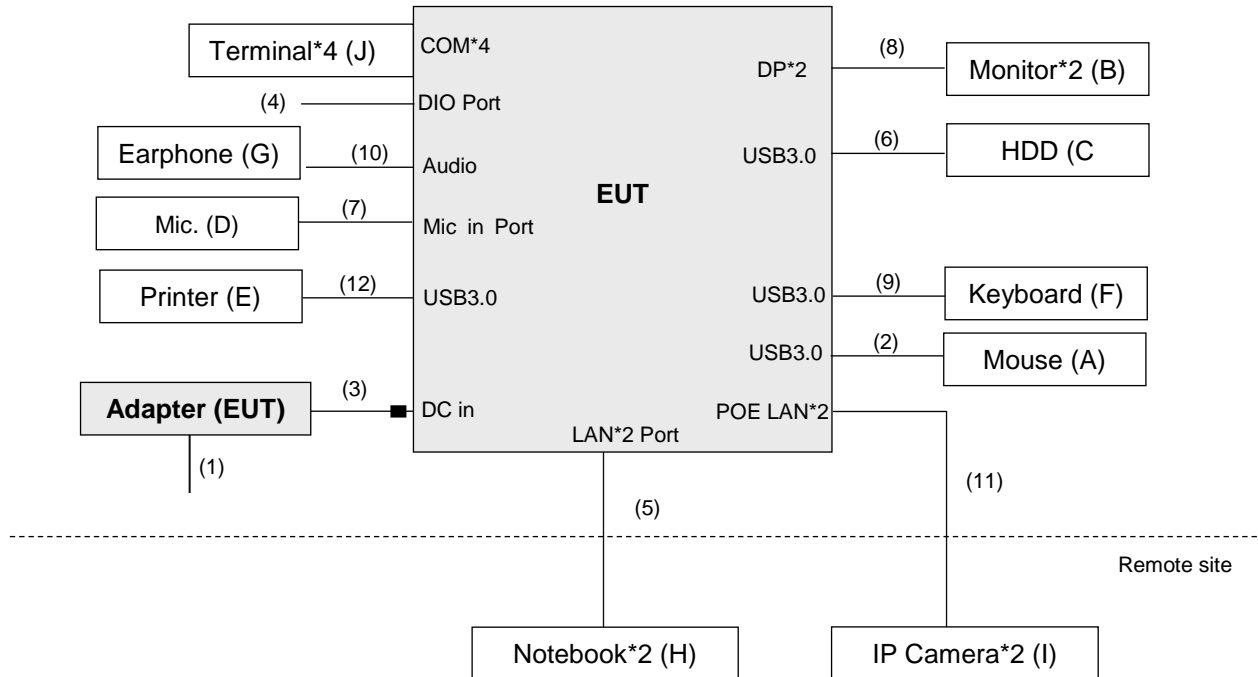 Terminal*4 (J)
COM*4
(8)
DP*2
Monitor*2 (B)
(4)
DIO Port
Earphone (G)
(10)
Audio
USB3.0
(6)
HDD (C
EUT
Mic. (D)
(7)
Mic in Port
Printer (E)
(12)
USB3.0
USB3.0
(9)
Keyboard (F)
USB3.0
(2)
Mouse (A)
Adapter (EUT)
(3)
DC in
POE LAN*2
LAN*2 Port
(1)
(5)
(11)
Remote site
Notebook*2 (H)
IP Camera*2 (I)